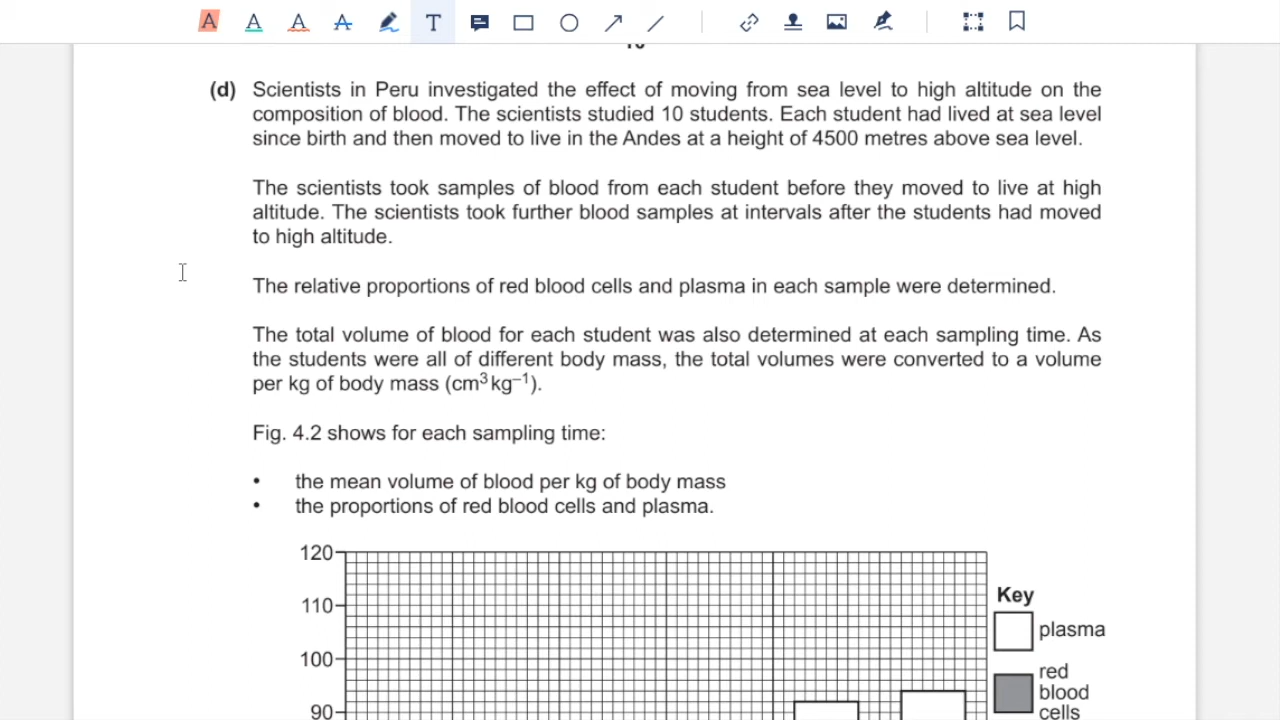 A A A A T
(d) Scientists in Peru investigated the effect of moving from sea level to high altitude on the
composition of blood. The scientists studied 10 students. Each student had lived at sea level
since birth and then moved to live in the Andes at a height of 4500 metres above sea level.
The scientists took samples of blood from each student before they moved to live at high
altitude. The scientists took further blood samples at intervals after the students had moved
to high altitude.
The relative proportions of red blood cells and plasma in each sample were determined.
The total volume of blood for each student was also determined at each sampling time. As
the students were all of different body mass, the total volumes were converted to a volume
per kg of body mass (cm³ kg⁻¹).
Fig. 4.2 shows for each sampling time:
• the mean volume of blood per kg of body mass
• the proportions of red blood cells and plasma.
120
110
100
90
Key
plasma
red
blood
cells